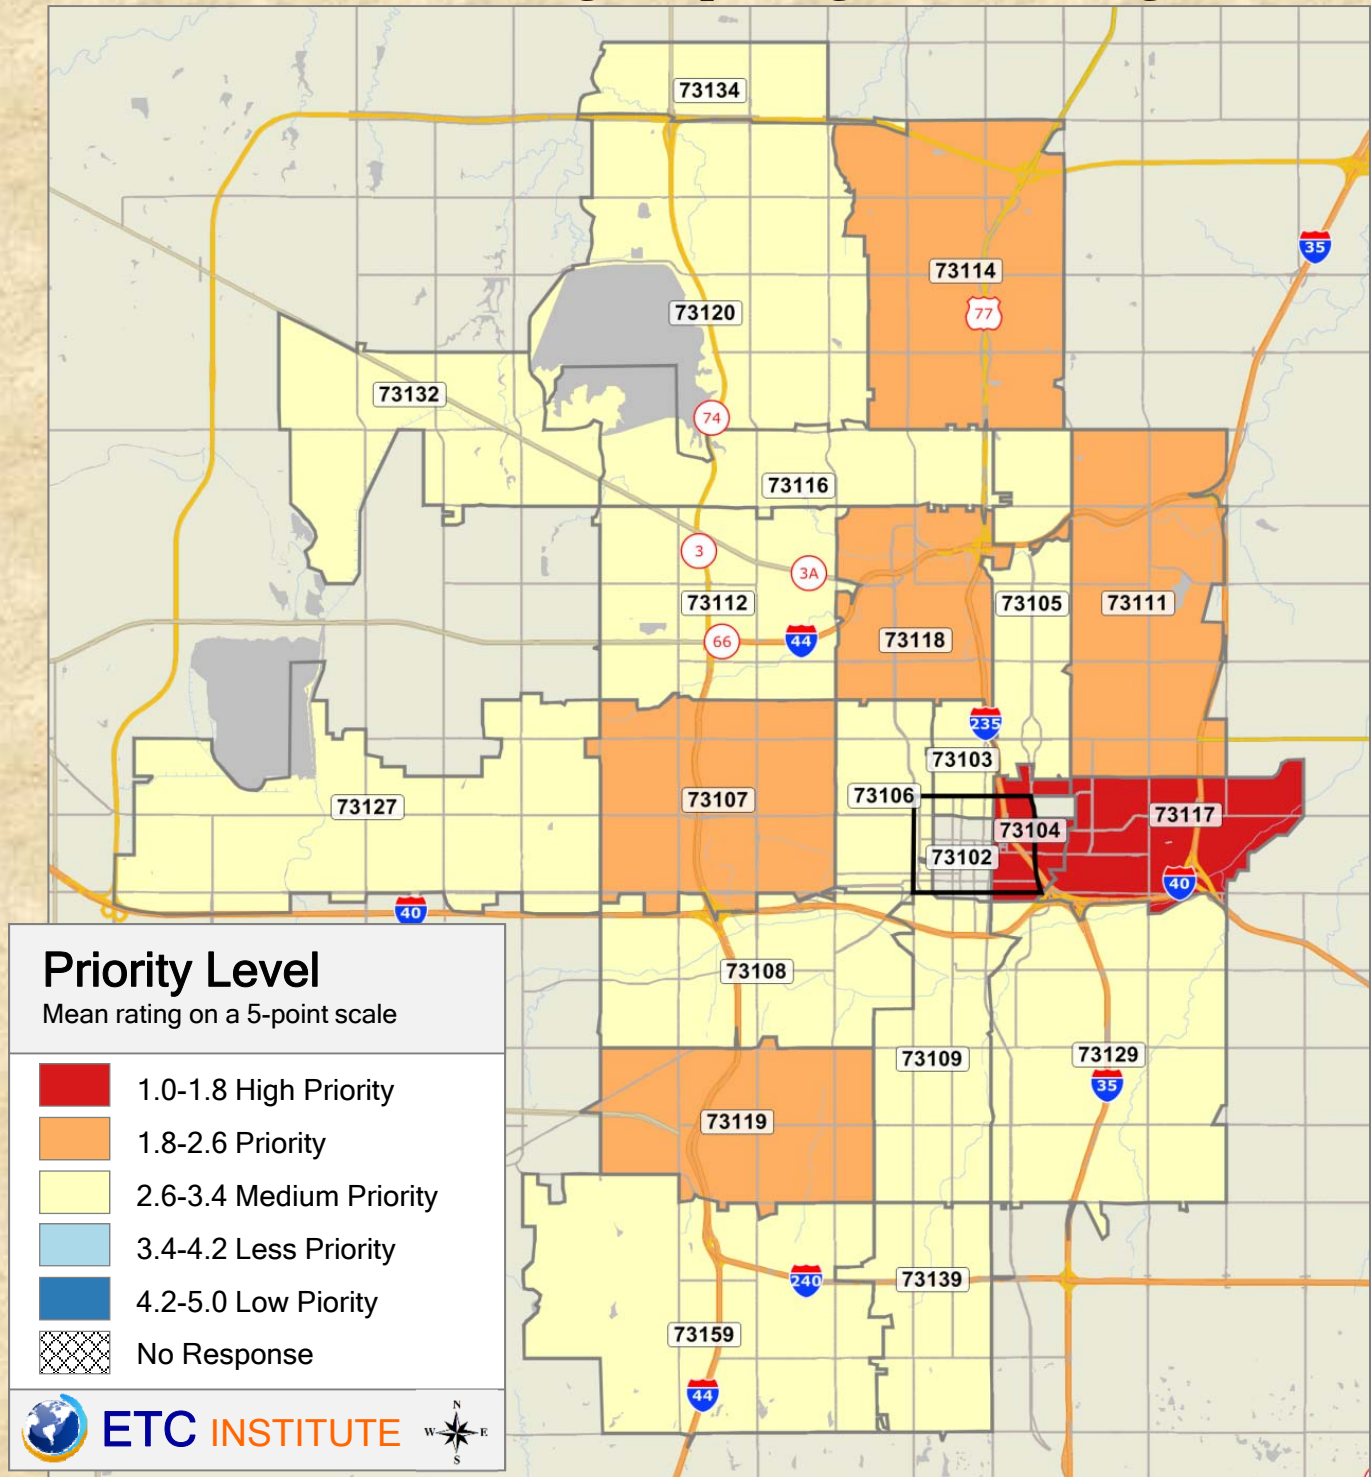 73134
35
73114
77
73120
73132
74
73116
3
3A
73112
73105
73111
66
44
73118
235
73103
73107
73106
73127
73117
73104
73102
40
40
73108
73109
73129
35
73119
240
73139
73159
44
Priority Level
Mean rating on a 5-point scale
1.0-1.8 High Priority
1.8-2.6 Priority
2.6-3.4 Medium Priority
3.4-4.2 Less Priority
4.2-5.0 Low Piority
No Response
ETC INSTITUTE
N
W E
S